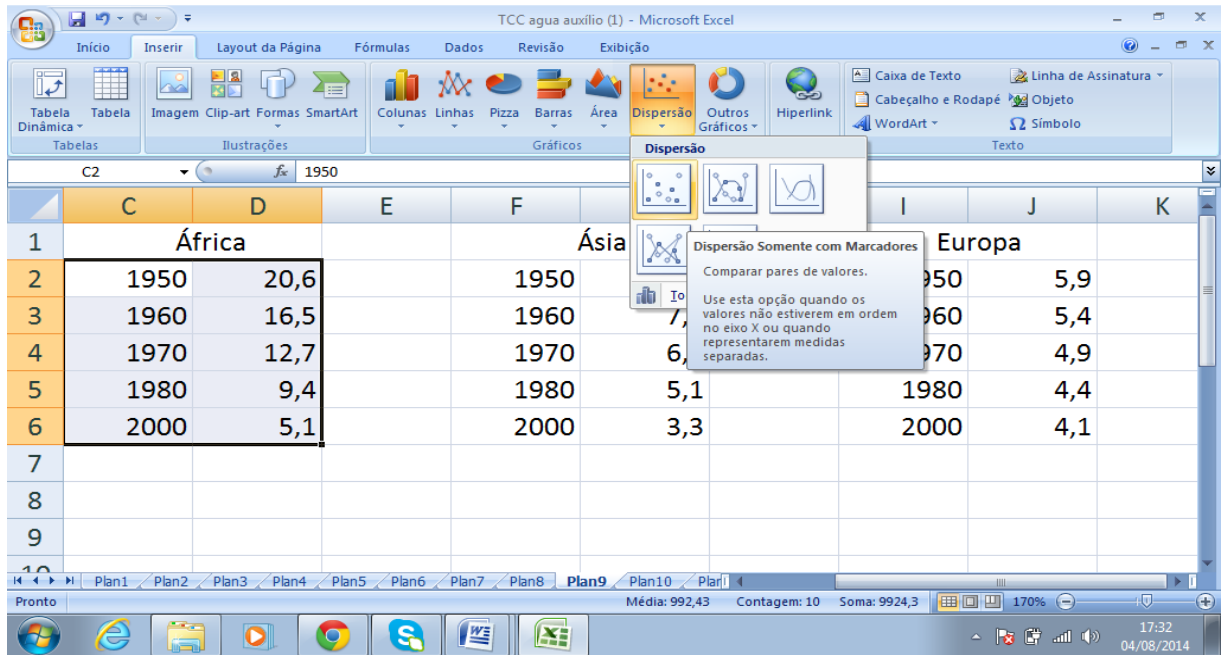 TCC agua auxílio (1) - Microsoft Excel
Início Inserir Layout da Página Fórmulas Dados Revisão Exibição
Tabela Dinâmica
Tabela
Imagem
Clip-art
Formas
SmartArt
Colunas
Linhas
Pizza
Barras
Área
Dispersão
Outros Gráficos
Hiperlink
Caixa de Texto
Cabeçalho e Rodapé
WordArt
Linha de Assinatura
Objeto
Símbolo
Tabelas Ilustrações Gráficos Texto
Dispersão
C2 fx 1950
C D E F I J K
1 África Ásia Europa
2 1950 20,6 1950 950 5,9
3 1960 16,5 1960 7, 960 5,4
4 1970 12,7 1970 6, 970 4,9
5 1980 9,4 1980 5,1 1980 4,4
6 2000 5,1 2000 3,3 2000 4,1
7
8
9
To
Dispersão Somente com Marcadores
Comparar pares de valores.
Use esta opção quando os
valores não estiverem em ordem
no eixo X ou quando
representarem medidas
separadas.
Plan1 Plan2 Plan3 Plan4 Plan5 Plan6 Plan7 Plan8 Plan9 Plan10
Pronto Média: 992,43 Contagem: 10 Soma: 9924,3 170%
17:32
04/08/2014